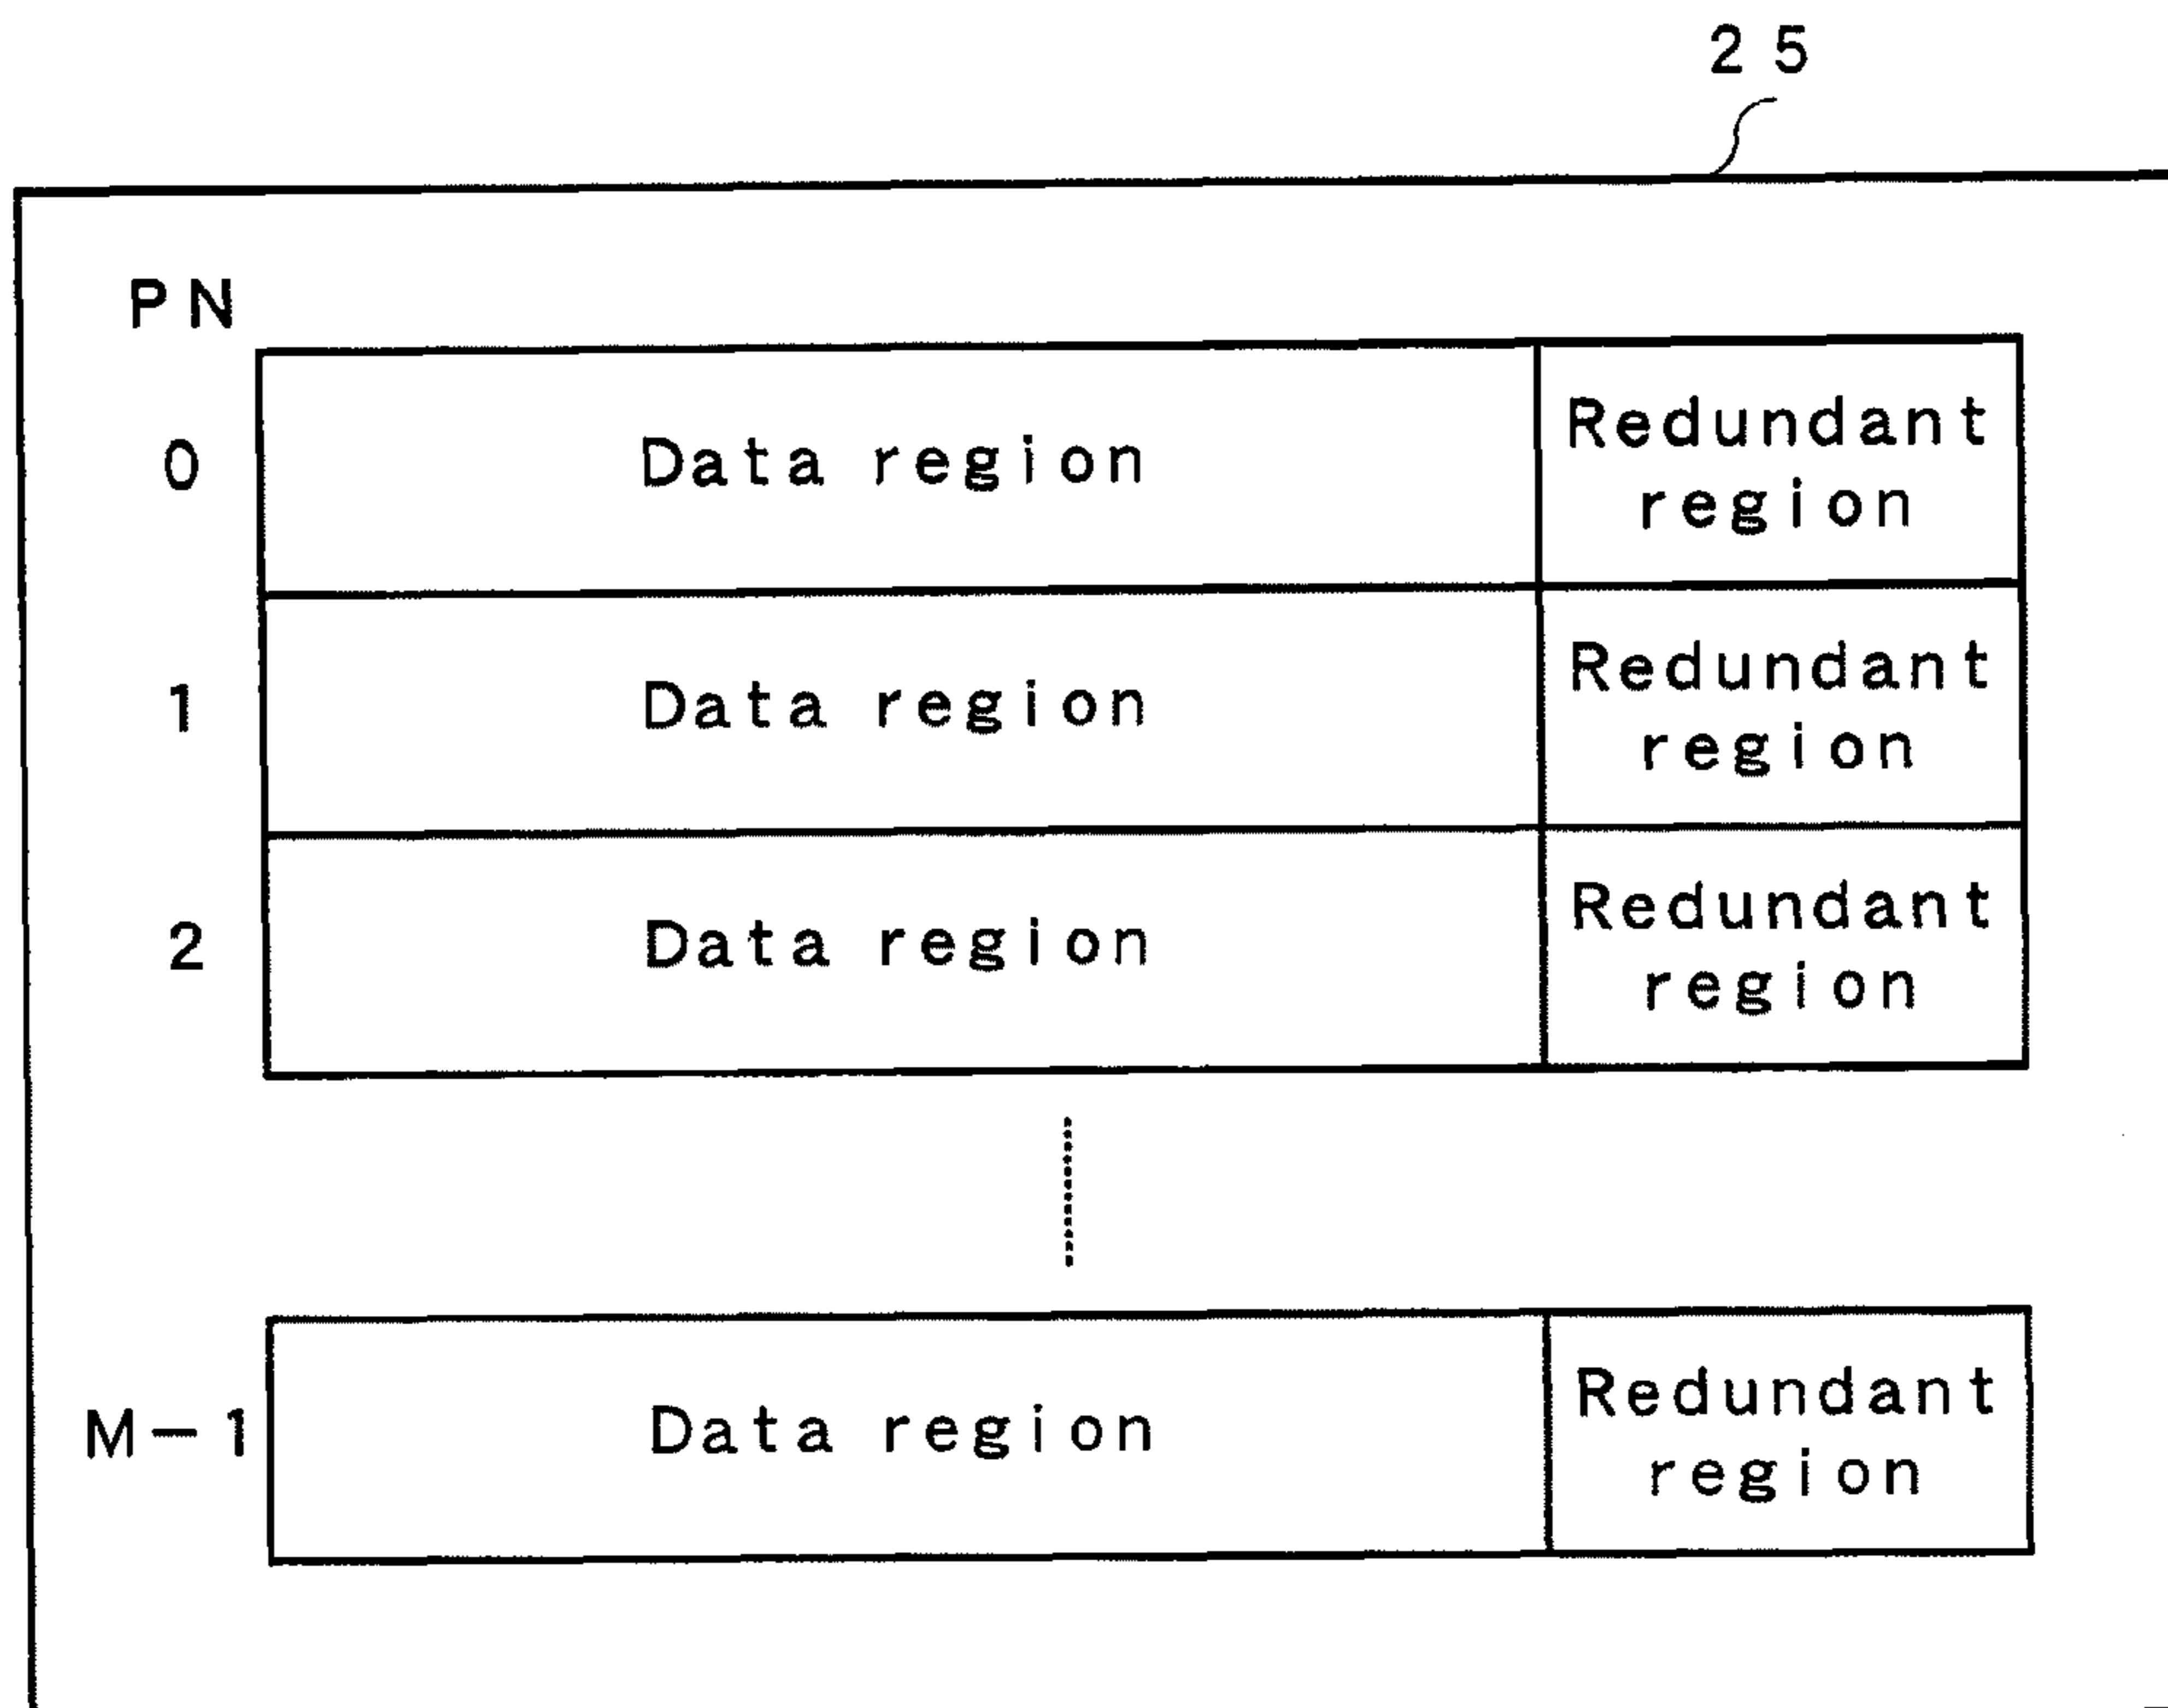 25
PN
0
Data region
Redundant
region
1
Data region
Redundant
region
2
Data region
Redundant
region
M-1
Data region
Redundant
region